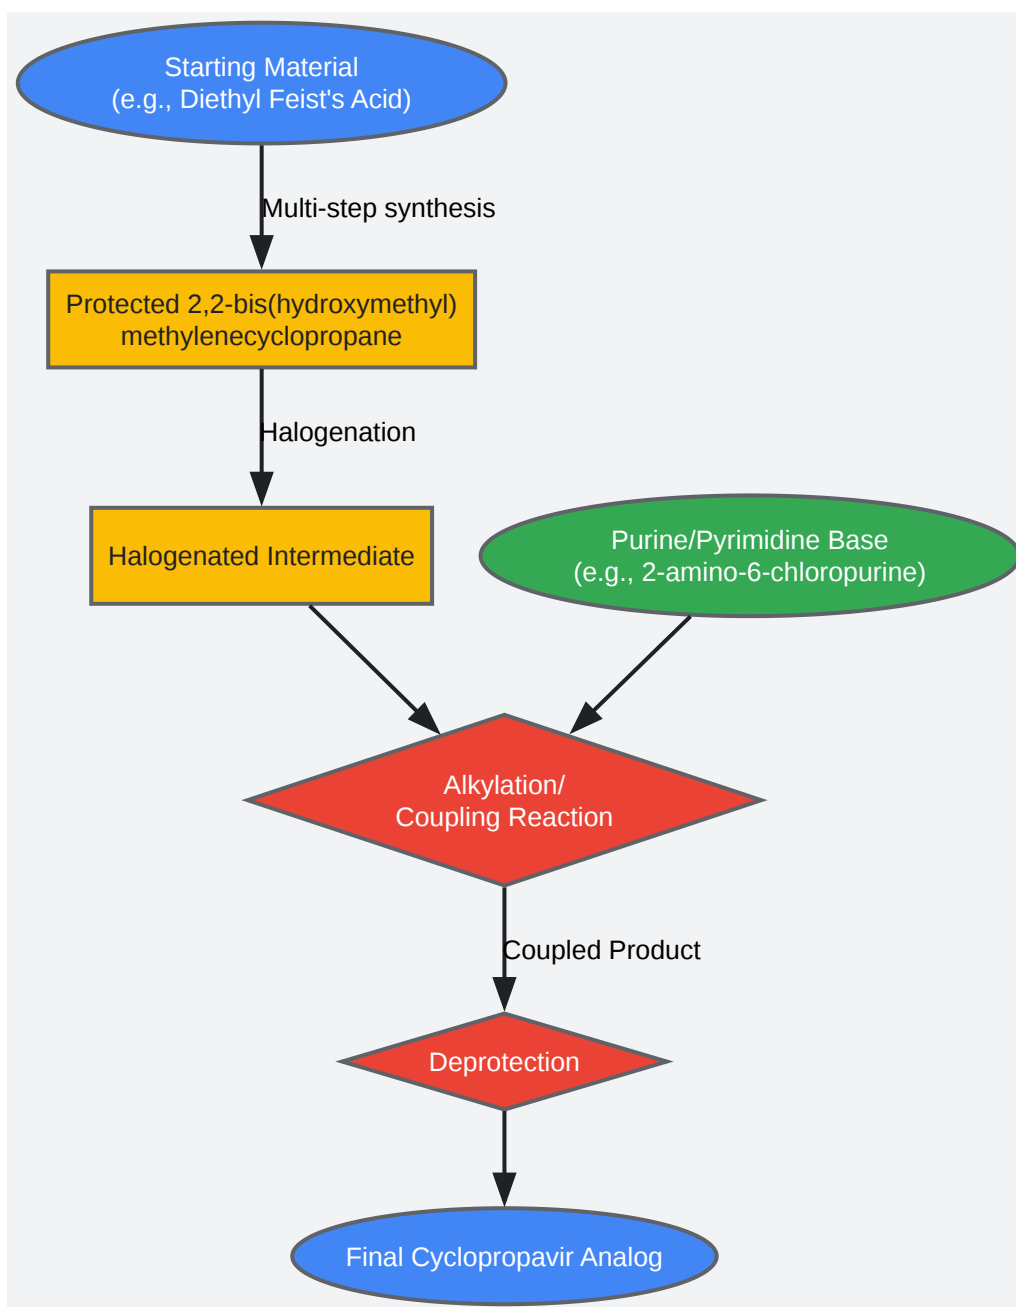 Starting Material
(e.g., Diethyl Feist's Acid)
Multi-step synthesis
Protected 2,2-bis(hydroxymethyl)
methylenecyclopropane
Halogenation
Halogenated Intermediate
Purine/Pyrimidine Base
(e.g., 2-amino-6-chloropurine)
Alkylation/
Coupling Reaction
Coupled Product
Deprotection
Final Cyclopropavir Analog